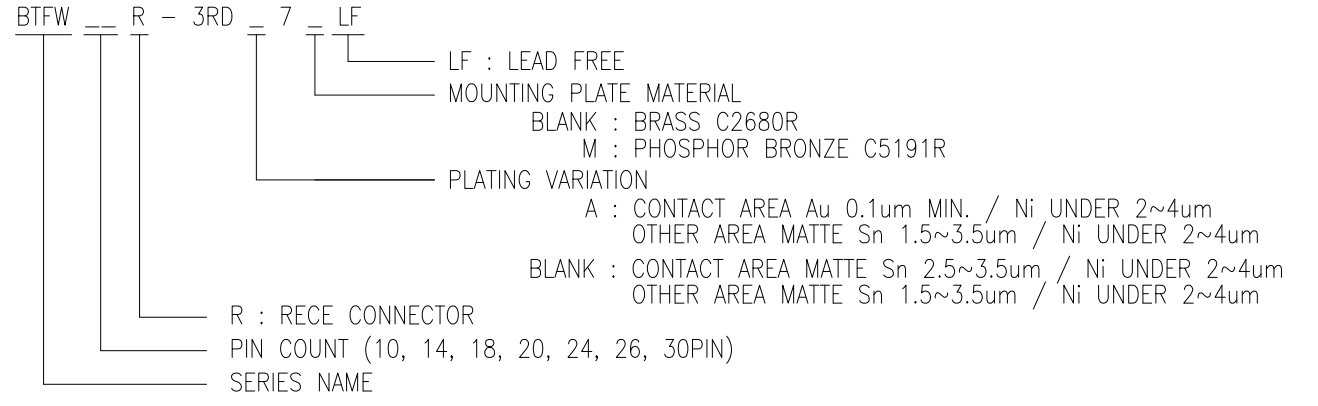 BTFW __ R - 3RD _ 7 _ LF
LF : LEAD FREE
MOUNTING PLATE MATERIAL
BLANK : BRASS C2680R
M : PHOSPHOR BRONZE C5191R
PLATING VARIATION
A : CONTACT AREA Au 0.1um MIN. / Ni UNDER 2~4um
OTHER AREA MATTE Sn 1.5~3.5um / Ni UNDER 2~4um
BLANK : CONTACT AREA MATTE Sn 2.5~3.5um / Ni UNDER 2~4um
OTHER AREA MATTE Sn 1.5~3.5um / Ni UNDER 2~4um
R : RECE CONNECTOR
PIN COUNT (10, 14, 18, 20, 24, 26, 30PIN)
SERIES NAME